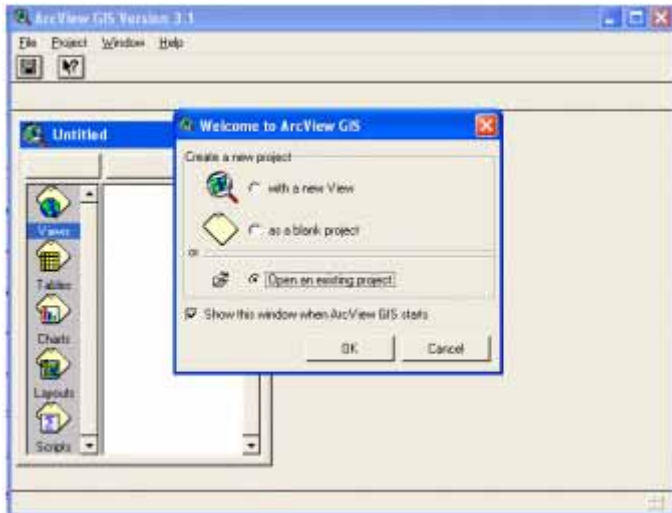 ArcView GIS Version 3.1
File Project Window Help
Untitled
Views
Tables
Charts
Layouts
Scripts
Welcome to ArcView GIS
Create a new project
with a new View
as a blank project
or
Open an existing project
Show this window when ArcView GIS starts
OK Cancel